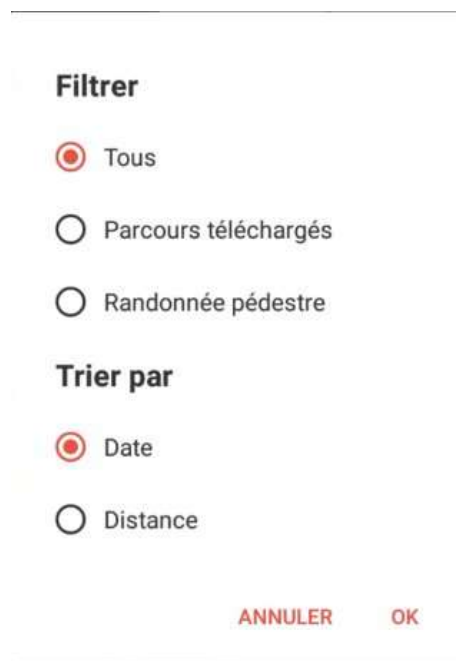 Filtrer
Tous
Parcours téléchargés
Randonnée pédestre
Trier par
Date
Distance
ANNULER OK